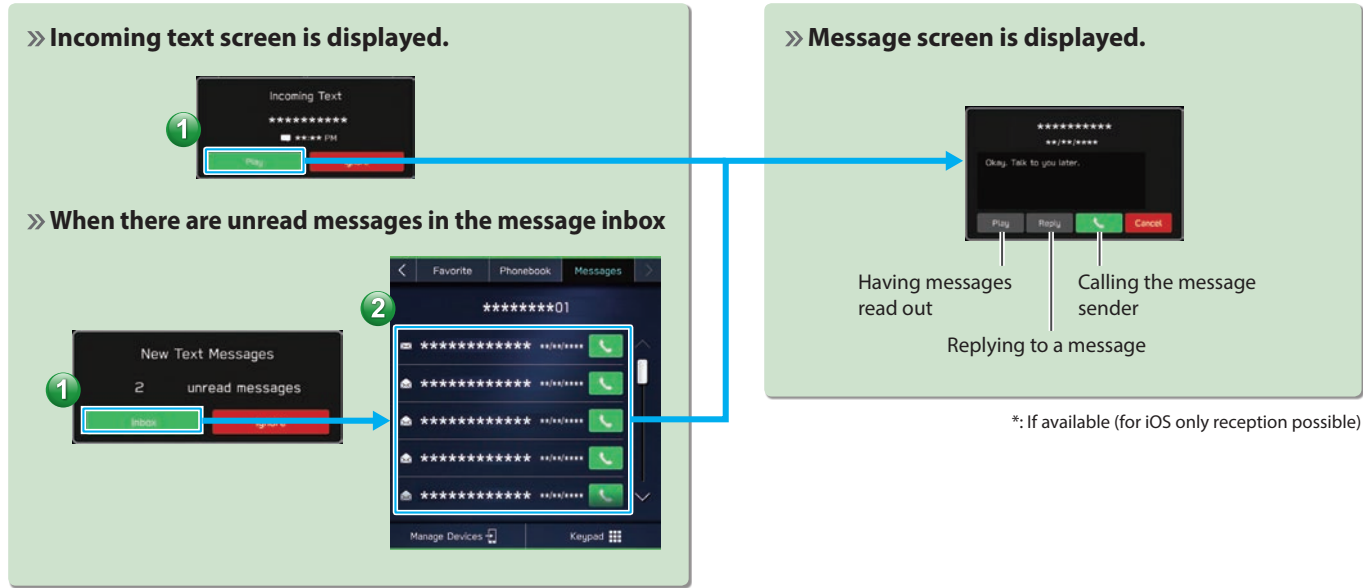 » Incoming text screen is displayed.
Incoming Text
**********
**:** PM
1
Play
Ignore
» When there are unread messages in the message inbox
New Text Messages
2 unread messages
1
Inbox
Ignore
< Favorite Phonebook Messages >
2
********01
************ **/**/****
************ **/**/****
************ **/**/****
************ **/**/****
************ **/**/****
Manage Devices Keypad
» Message screen is displayed.
**********
**/**/****
Okay. Talk to you later.
Play Reply Cancel
Having messages
read out
Calling the message
sender
Replying to a message
*: If available (for iOS only reception possible)